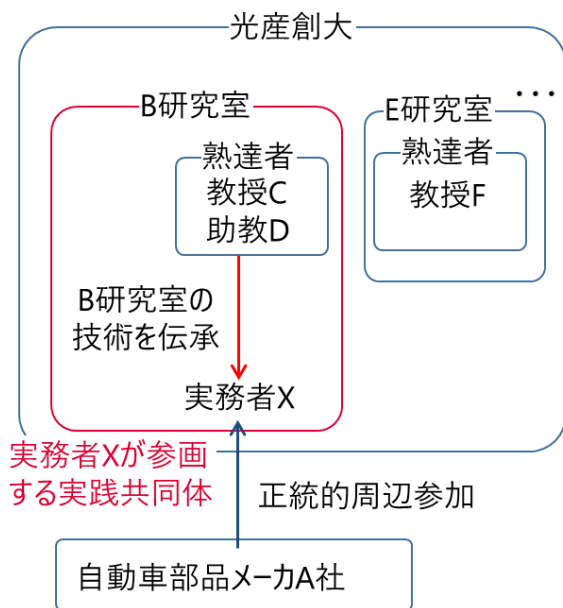 光産創大
…
B研究室
E研究室
熟達者
教授C
助教D
熟達者
教授F
B研究室の
技術を伝承
実務者X
実務者Xが参画
する実践共同体
正統的周辺参加
自動車部品メーカA社